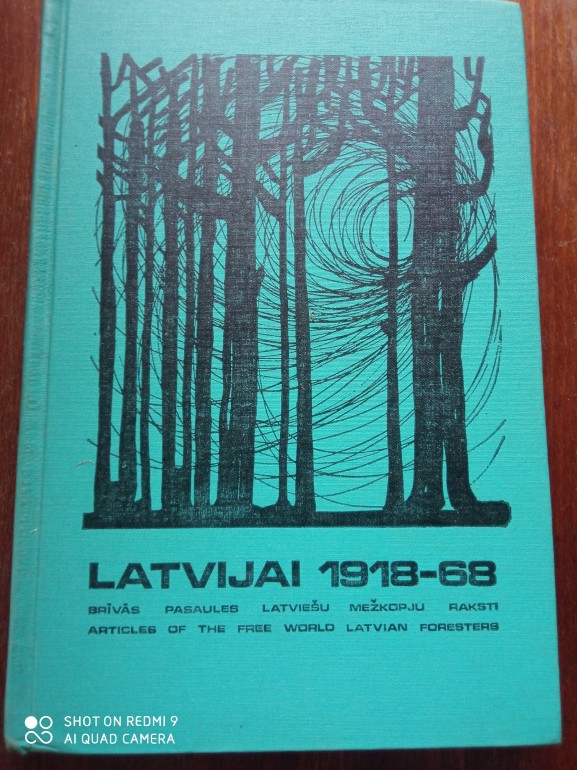 LATVIJAI 1918-68
BRĪVĀS PASAULES LATVIEŠU MEŽKOPJU RAKSTI
ARTICLES OF THE FREE WORLD LATVIAN FORESTERS
SHOT ON REDMI 9
AI QUAD CAMERA